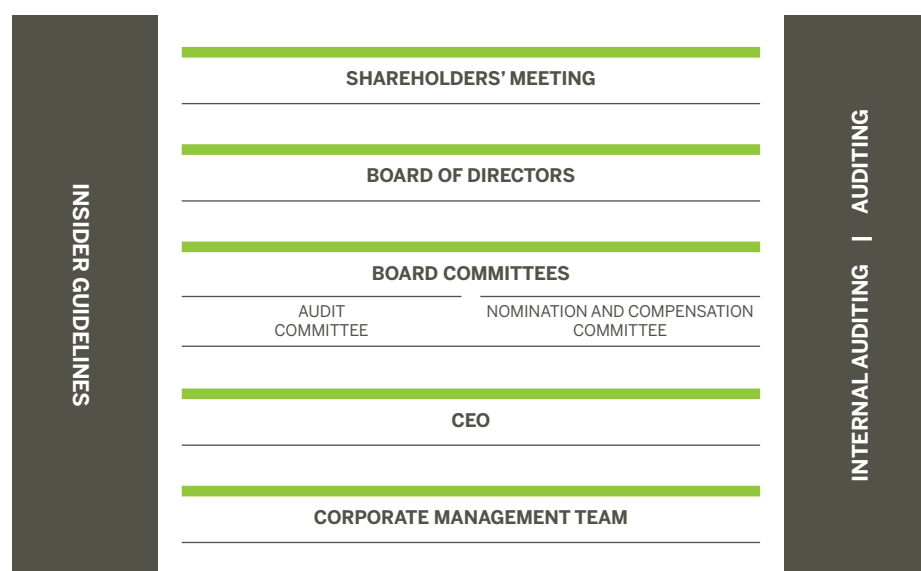 INSIDER GUIDELINES
SHAREHOLDERS’ MEETING
BOARD OF DIRECTORS
BOARD COMMITTEES
AUDIT
COMMITTEE
NOMINATION AND COMPENSATION
COMMITTEE
CEO
CORPORATE MANAGEMENT TEAM
INTERNAL AUDITING | AUDITING